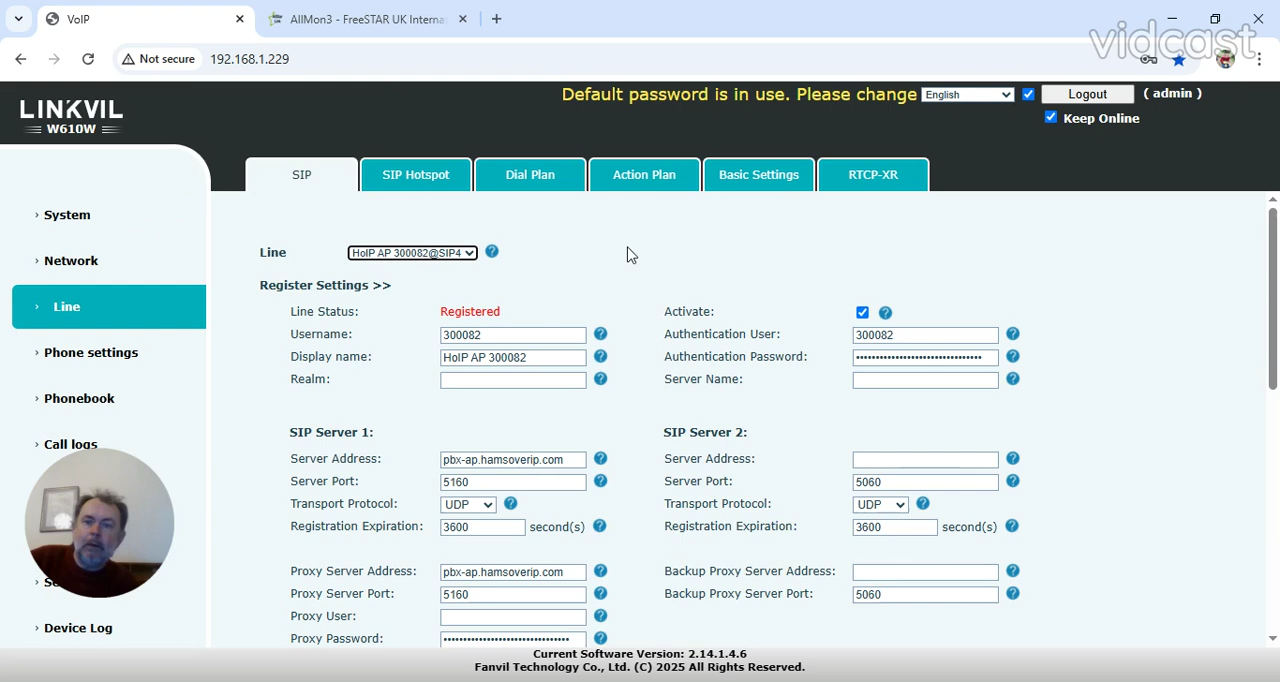 VoIP
AllMon3 - FreeSTAR UK Interna
vidcast
Not secure
192.168.1.229
LINKVIL
W610W
Default password is in use. Please change
English
Logout
( admin )
Keep Online
SIP
SIP Hotspot
Dial Plan
Action Plan
Basic Settings
RTCP-XR
System
Network
Line
Phone settings
Phonebook
Call logs
Device Log
Line HoIP AP 300082@SIP4
Register Settings >>
Line Status: Registered Activate:
Username: 300082 Authentication User: 300082
Display name: HoIP AP 300082 Authentication Password: ••••••••••••••••••••••••••••••••
Realm: Server Name:
SIP Server 1: SIP Server 2:
Server Address: pbx-ap.hamsoverip.com Server Address:
Server Port: 5160 Server Port: 5060
Transport Protocol: UDP Transport Protocol: UDP
Registration Expiration: 3600 second(s) Registration Expiration: 3600 second(s)
Proxy Server Address: pbx-ap.hamsoverip.com Backup Proxy Server Address:
Proxy Server Port: 5160 Backup Proxy Server Port: 5060
Proxy User:
Proxy Password: ••••••••••••••••••••••••••••••••
Current Software Version: 2.14.1.4.6
Fanvil Technology Co., Ltd. (C) 2025 All Rights Reserved.